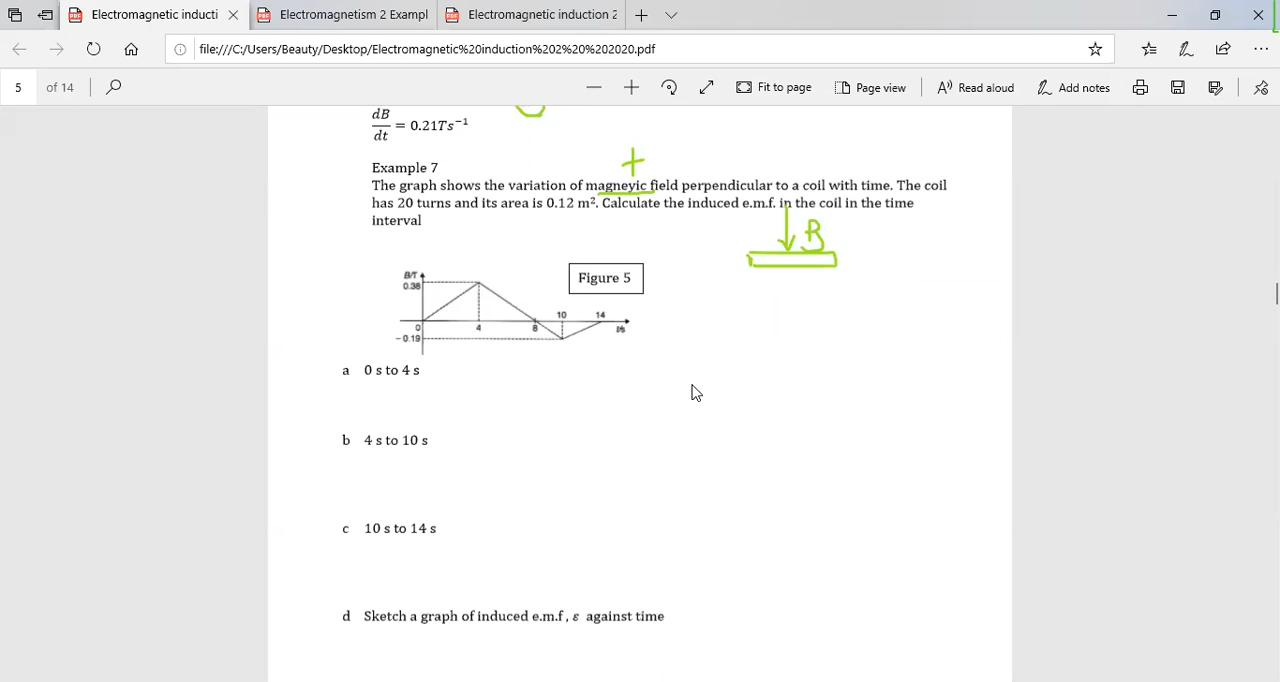 Electromagnetic inducti
Electromagnetism 2 Exampl
Electromagnetic induction 2
file:///C:/Users/Beauty/Desktop/Electromagnetic%20induction%202%20%202020.pdf
5 of 14
Fit to page
Page view
Read aloud
Add notes
dB
dt = 0.21Ts⁻¹
+
Example 7
The graph shows the variation of magneyic field perpendicular to a coil with time. The coil
has 20 turns and its area is 0.12 m². Calculate the induced e.m.f. in the coil in the time
interval
B
B/T
0.38
Figure 5
10 14
0 4 8 t/s
−0.19
a 0 s to 4 s
b 4 s to 10 s
c 10 s to 14 s
d Sketch a graph of induced e.m.f , ε against time